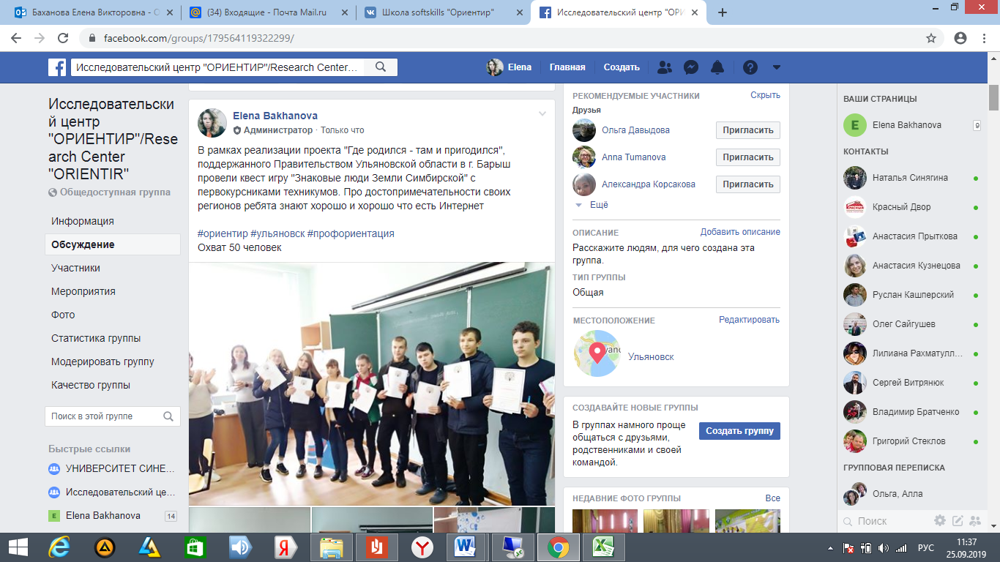 Баханова Елена Викторовна - О
(34) Входящие - Почта Mail.ru
Школа softskills "Ориентир"
Исследовательский центр "ОРИ
facebook.com/groups/179564119322299/
Исследовательский центр "ОРИЕНТИР"/Research Center...
Elena
Главная
Создать
Исследовательски
й центр
"ОРИЕНТИР"/Rese
arch Center
"ORIENTIR"
Общедоступная группа
Информация
Обсуждение
Участники
Мероприятия
Фото
Статистика группы
Модерировать группу
Качество группы
Поиск в этой группе
Быстрые ссылки
УНИВЕРСИТЕТ СИНЕ...
Исследовательский це...
E Elena Bakhanova 14
Elena Bakhanova
Администратор · Только что
В рамках реализации проекта "Где родился - там и пригодился",
поддержанного Правительством Ульяновской области в г. Барыш
провели квест игру "Знаковые люди Земли Симбирской" с
первокурсниками техникумов. Про достопримечательности своих
регионов ребята знают хорошо и хорошо что есть Интернет
#ориентир #ульяновск #профориентация
Охват 50 человек
РЕКОМЕНДУЕМЫЕ УЧАСТНИКИ Скрыть
Друзья
Ольга Давыдова Пригласить
Anna Tumanova Пригласить
Александра Корсакова Пригласить
Ещё
ОПИСАНИЕ Добавить описание
Расскажите людям, для чего создана эта
группа.
ТИП ГРУППЫ
Общая
МЕСТОПОЛОЖЕНИЕ Редактировать
Ульяновск
СОЗДАВАЙТЕ НОВЫЕ ГРУППЫ
В группах намного проще
общаться с друзьями,
родственниками и своей
командой.
Создать группу
НЕДАВНИЕ ФОТО ГРУППЫ Все
ВАШИ СТРАНИЦЫ
E Elena Bakhanova 9
КОНТАКТЫ
Наталья Синягина
Красный Двор
Анастасия Прыткова
Анастасия Кузнецова
Руслан Кашперский
Олег Сайгушев
Лилиана Рахматулл...
Сергей Витрянюк
Владимир Братченко
Григорий Стеклов
ГРУППОВАЯ ПЕРЕПИСКА
Ольга, Алла
Поиск
РУС
11:37
25.09.2019